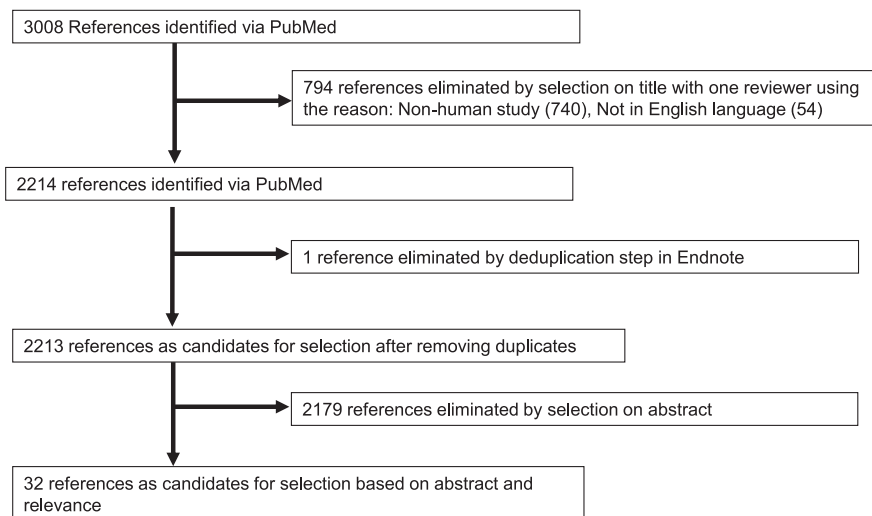 3008 References identified via PubMed
794 references eliminated by selection on title with one reviewer using
the reason: Non-human study (740), Not in English language (54)
2214 references identified via PubMed
1 reference eliminated by deduplication step in Endnote
2213 references as candidates for selection after removing duplicates
2179 references eliminated by selection on abstract
32 references as candidates for selection based on abstract and
relevance